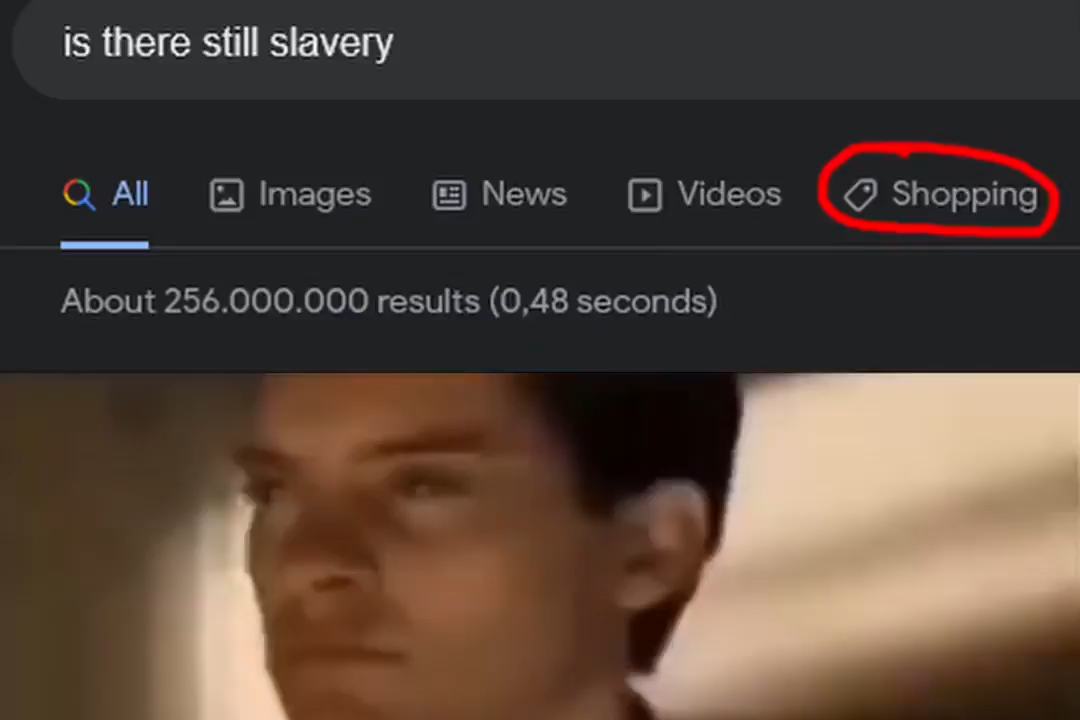 is there still slavery
All Images News Videos Shopping
About 256.000.000 results (0,48 seconds)